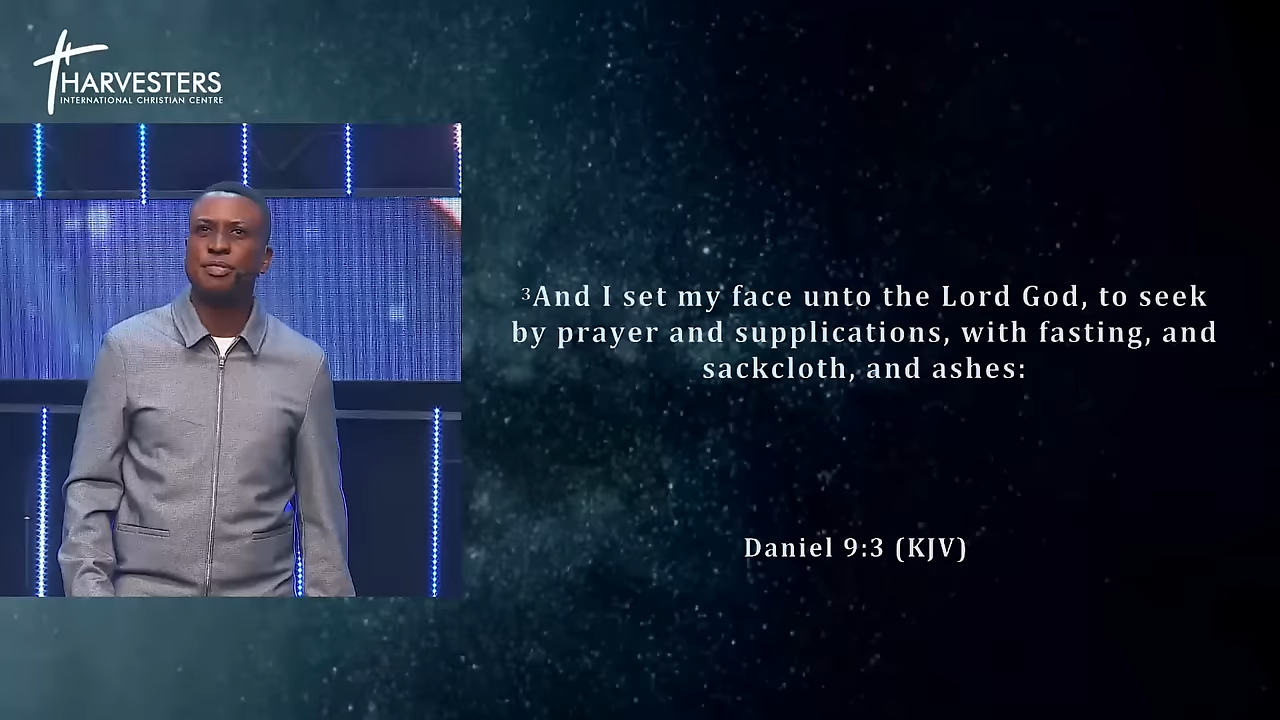 HARVESTERS
INTERNATIONAL CHRISTIAN CENTRE
³And I set my face unto the Lord God, to seek
by prayer and supplications, with fasting, and
sackcloth, and ashes:
Daniel 9:3 (KJV)